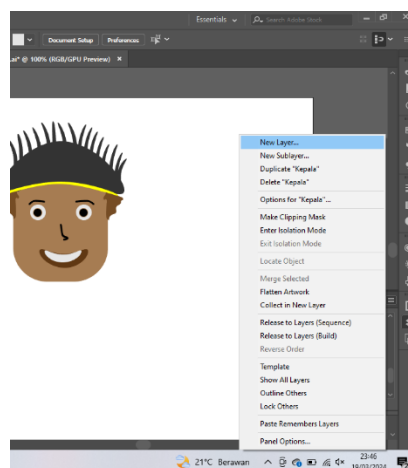 Essentials
Search Adobe Stock
Document Setup Preferences
.ai* @ 100% (RGB/GPU Preview) ×
New Layer...
New Sublayer...
Duplicate "Kepala"
Delete "Kepala"
Options for "Kepala"...
Make Clipping Mask
Enter Isolation Mode
Exit Isolation Mode
Locate Object
Merge Selected
Flatten Artwork
Collect in New Layer
Release to Layers (Sequence)
Release to Layers (Build)
Reverse Order
Template
Show All Layers
Outline Others
Lock Others
Paste Remembers Layers
Panel Options...
21°C Berawan
23:46
19/03/2024